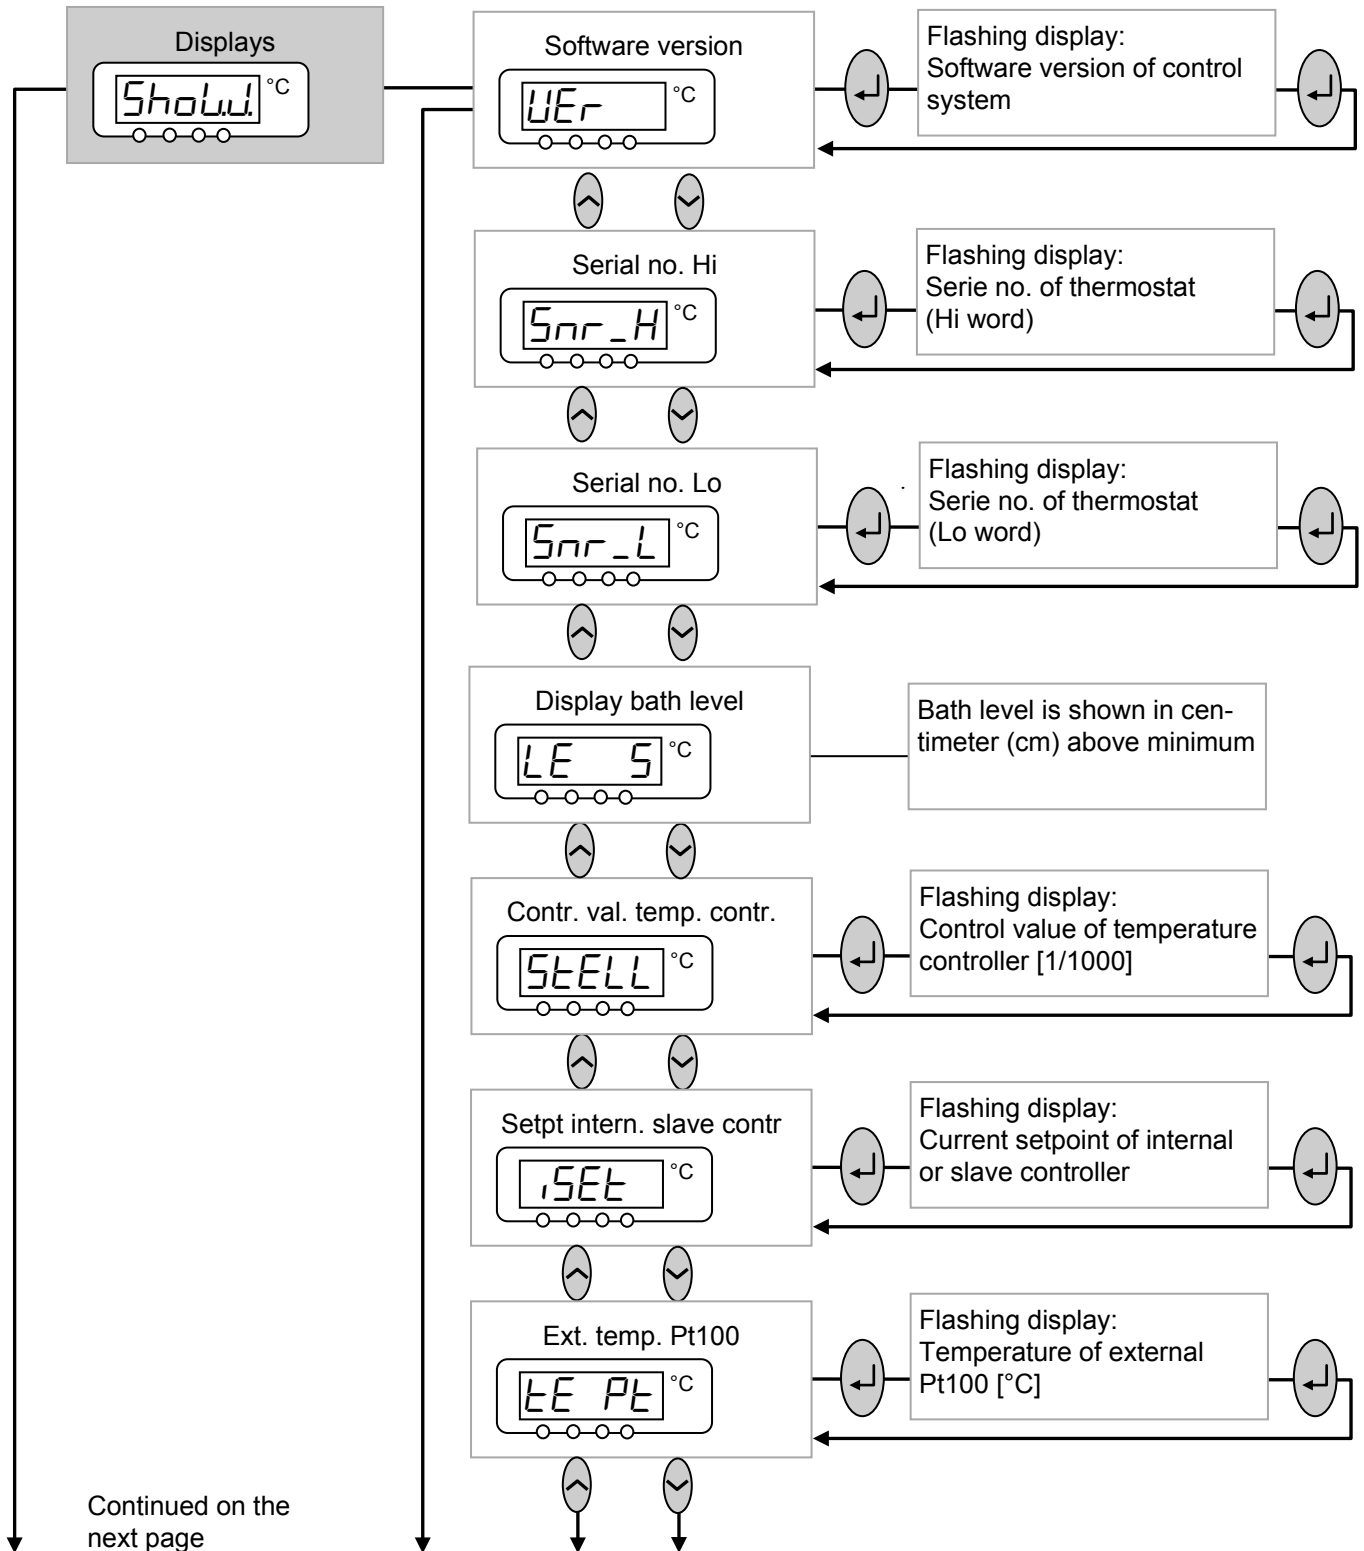 Displays
Show.
°C
Software version
VEr
°C
Flashing display:
Software version of control
system
Serial no. Hi
Snr_H
°C
Flashing display:
Serie no. of thermostat
(Hi word)
Serial no. Lo
Snr_L
°C
Flashing display:
Serie no. of thermostat
(Lo word)
Display bath level
LE 5
°C
Bath level is shown in cen-
timeter (cm) above minimum
Contr. val. temp. contr.
StELL
°C
Flashing display:
Control value of temperature
controller [1/1000]
Setpt intern. slave contr
iSEt
°C
Flashing display:
Current setpoint of internal
or slave controller
Ext. temp. Pt100
tE Pt
°C
Flashing display:
Temperature of external
Pt100 [°C]
Continued on the
next page